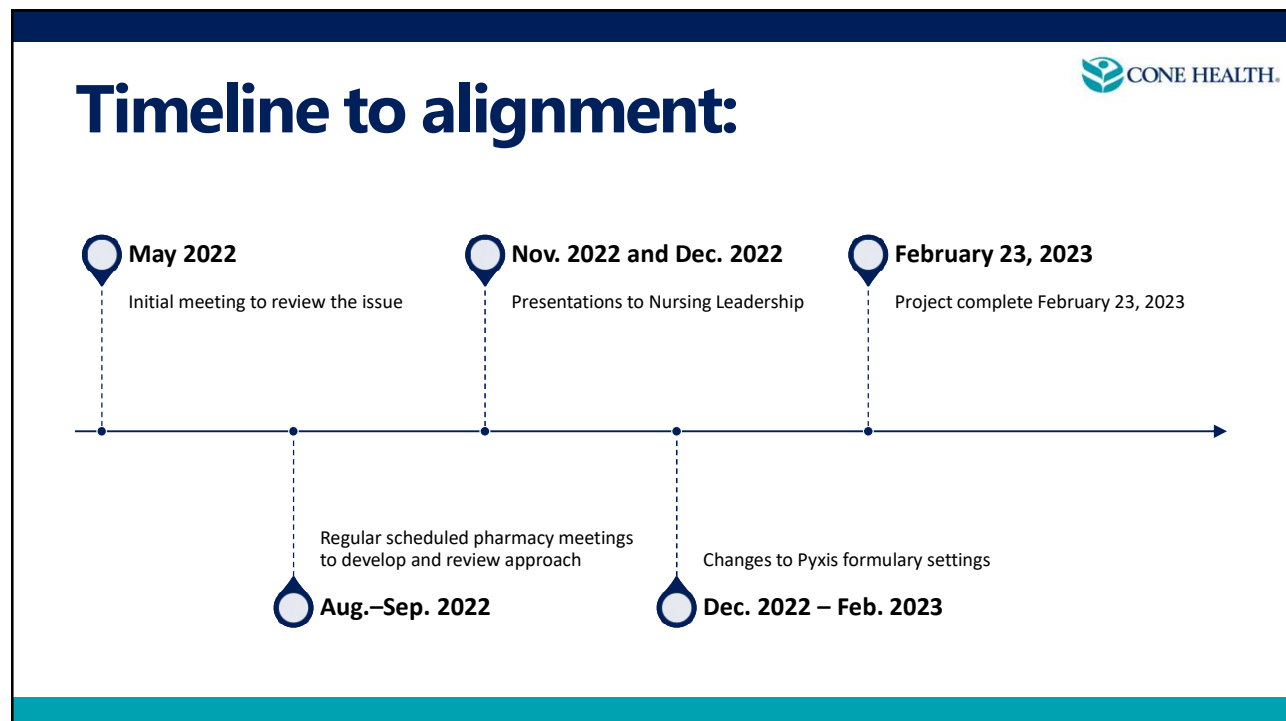 CONE HEALTH®
Timeline to alignment:
May 2022
Initial meeting to review the issue
Regular scheduled pharmacy meetings
to develop and review approach
Aug.–Sep. 2022
Nov. 2022 and Dec. 2022
Presentations to Nursing Leadership
Changes to Pyxis formulary settings
Dec. 2022 – Feb. 2023
February 23, 2023
Project complete February 23, 2023